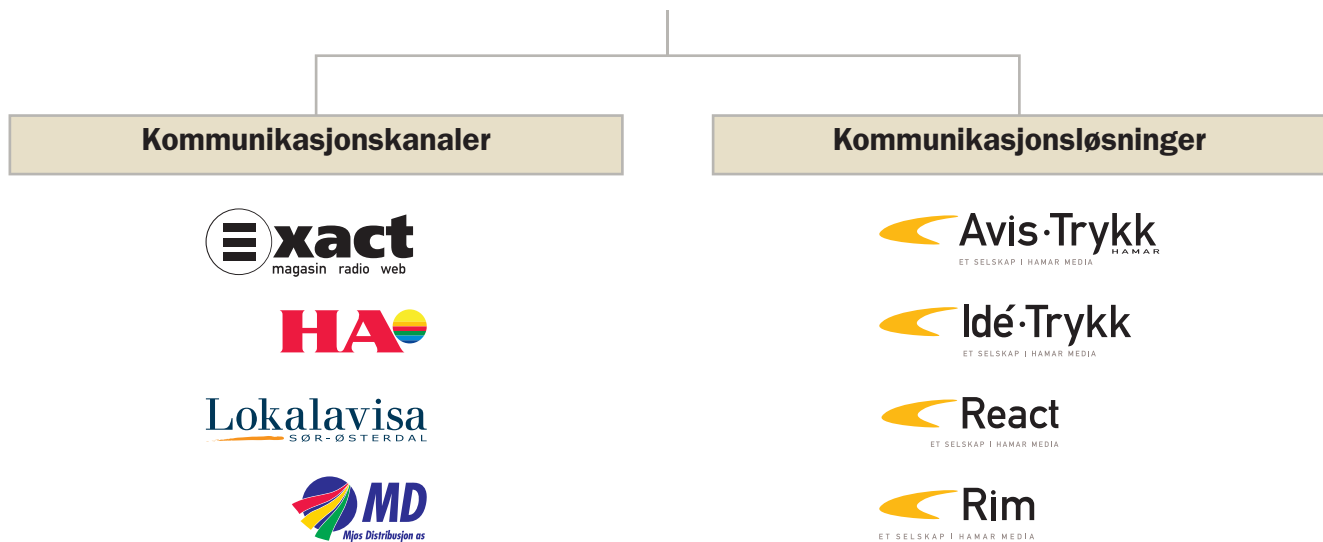 Kommunikasjonskanaler
Exact
magasin radio web
HA
Lokalavisa
SØR-ØSTERDAL
MD
Mjøs Distribusjon as
Kommunikasjonsløsninger
Avis·Trykk
HAMAR
ET SELSKAP I HAMAR MEDIA
Idé·Trykk
ET SELSKAP I HAMAR MEDIA
React
ET SELSKAP I HAMAR MEDIA
Rim
ET SELSKAP I HAMAR MEDIA